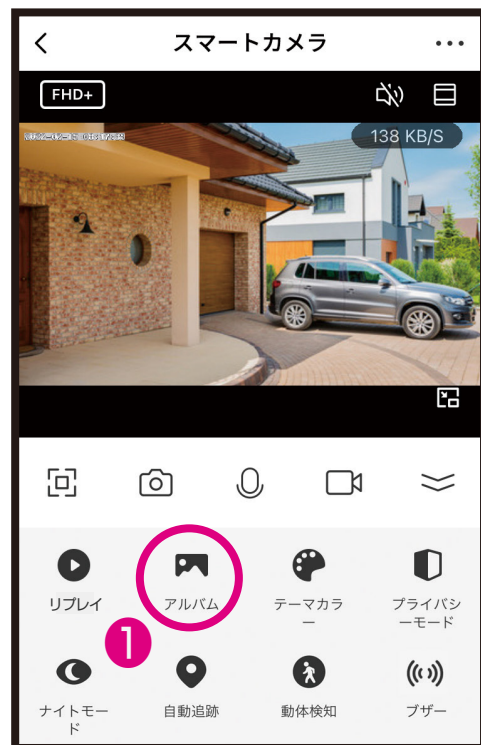 スマートカメラ
FHD+
138 KB/S
リプレイ
アルバム
テーマカラ
ー
プライバシ
ーモード
1
ナイトモー
ド
自動追跡
動体検知
ブザー